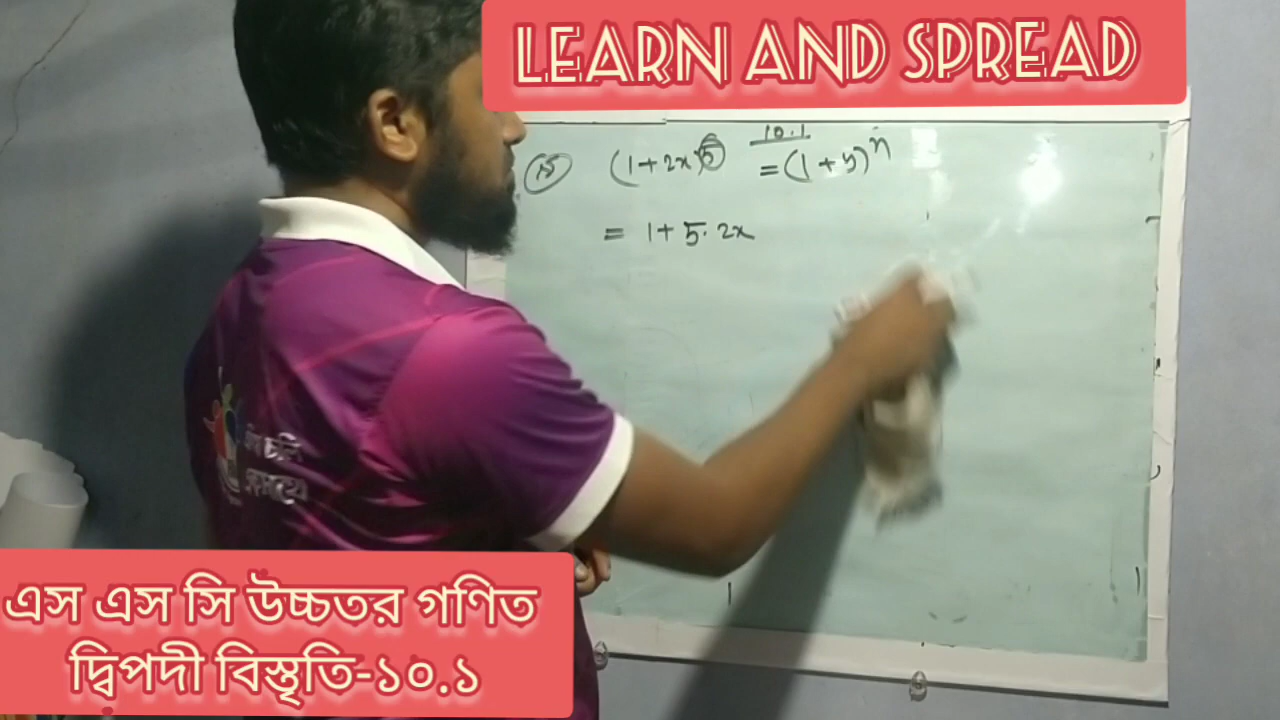 LEARN AND SPREAD
10.1
১৫ (1+2x)5 =(1+y)n
= 1+ 5. 2x
এস এস সি উচ্চতর গণিত
দ্বিপদী বিস্তৃতি-১০.১